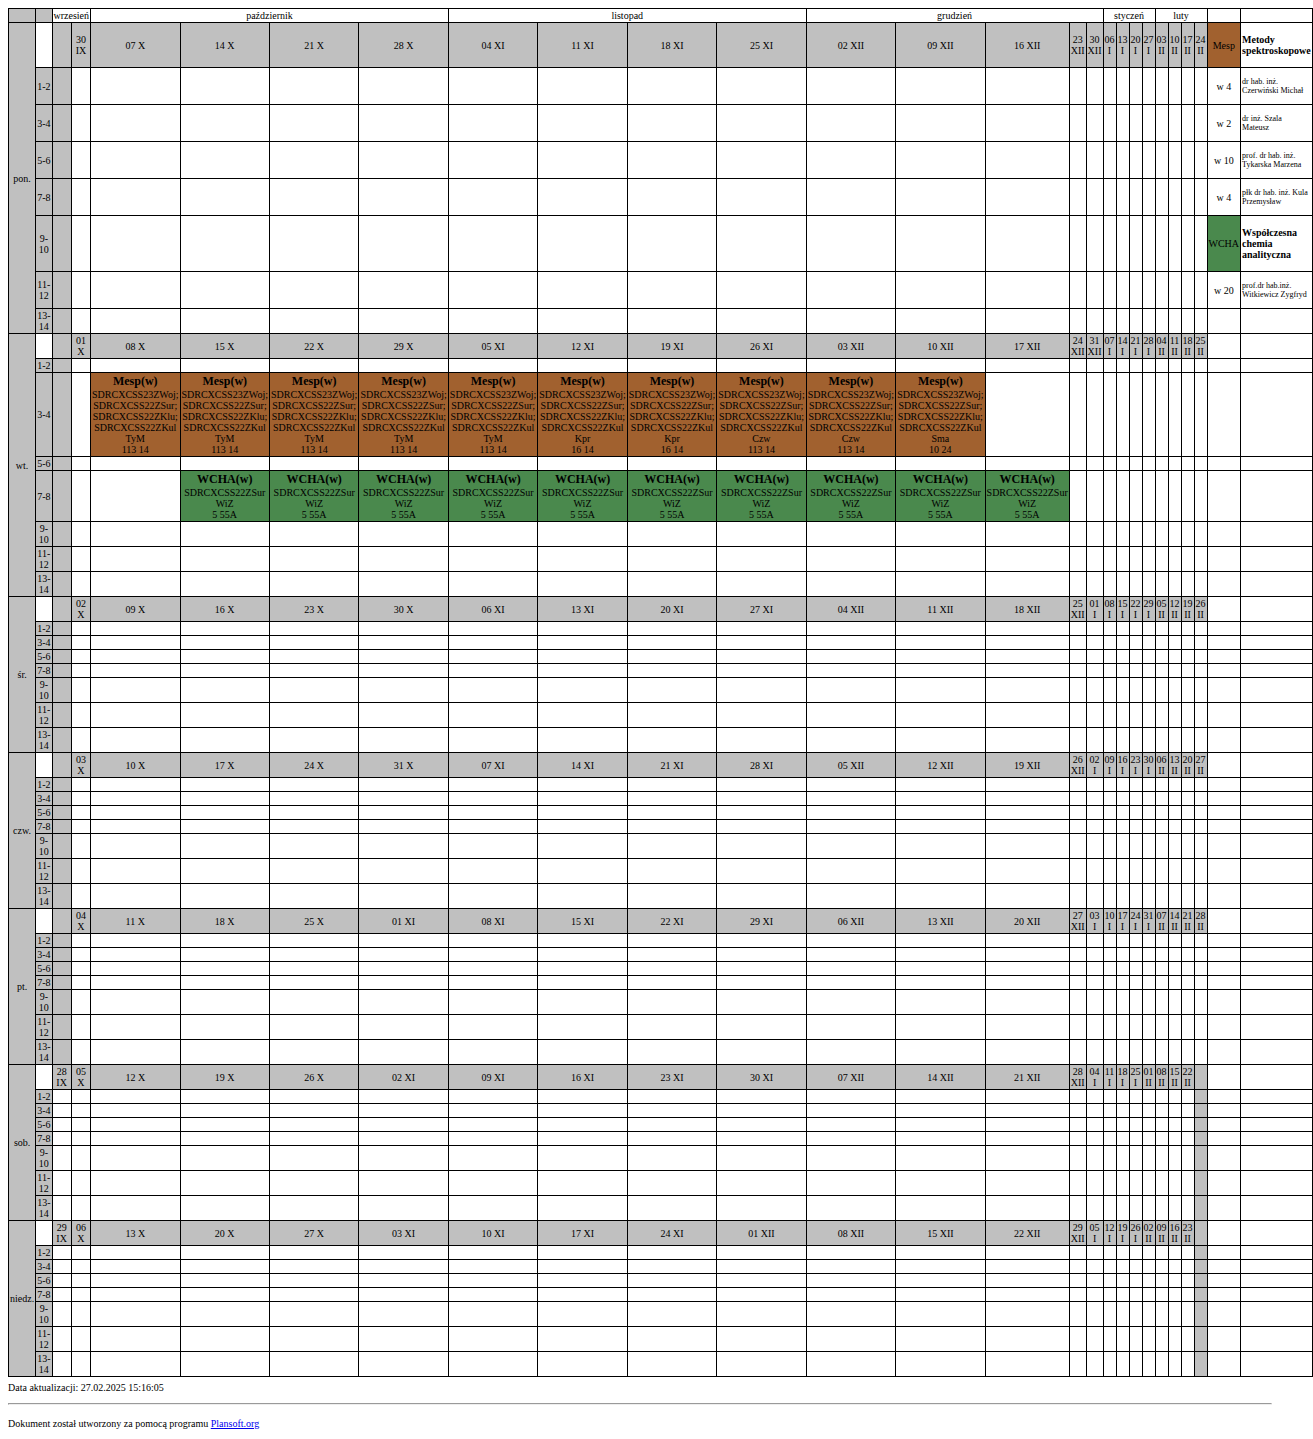 wrzesień październik listopad grudzień styczeń luty
pon.
30 IX 07 X 14 X 21 X 28 X 04 XI 11 XI 18 XI 25 XI 02 XII 09 XII 16 XII 23 XII 30 XII 06 I 13 I 20 I 27 I 03 II 10 II 17 II 24 II Mesp Metody spektroskopowe
1-2 w 4 dr hab. inż. Czerwiński Michał
3-4 w 2 dr inż. Szala Mateusz
5-6 w 10 prof. dr hab. inż. Tykarska Marzena
7-8 w 4 płk dr hab. inż. Kula Przemysław
9-10 WCHA Współczesna chemia analityczna
11-12 w 20 prof.dr hab.inż. Witkiewicz Zygfryd
13-14
wt.
01 X 08 X 15 X 22 X 29 X 05 XI 12 XI 19 XI 26 XI 03 XII 10 XII 17 XII 24 XII 31 XII 07 I 14 I 21 I 28 I 04 II 11 II 18 II 25 II
1-2
3-4
Mesp(w) Mesp(w) Mesp(w) Mesp(w) Mesp(w) Mesp(w) Mesp(w) Mesp(w) Mesp(w) Mesp(w)
SDRCXCSS23ZWoj; SDRCXCSS23ZWoj; SDRCXCSS23ZWoj; SDRCXCSS23ZWoj; SDRCXCSS23ZWoj; SDRCXCSS23ZWoj; SDRCXCSS23ZWoj; SDRCXCSS23ZWoj; SDRCXCSS23ZWoj; SDRCXCSS23ZWoj;
SDRCXCSS22ZSur; SDRCXCSS22ZSur; SDRCXCSS22ZSur; SDRCXCSS22ZSur; SDRCXCSS22ZSur; SDRCXCSS22ZSur; SDRCXCSS22ZSur; SDRCXCSS22ZSur; SDRCXCSS22ZSur; SDRCXCSS22ZSur;
SDRCXCSS22ZKlu; SDRCXCSS22ZKlu; SDRCXCSS22ZKlu; SDRCXCSS22ZKlu; SDRCXCSS22ZKlu; SDRCXCSS22ZKlu; SDRCXCSS22ZKlu; SDRCXCSS22ZKlu; SDRCXCSS22ZKlu; SDRCXCSS22ZKlu;
SDRCXCSS22ZKul SDRCXCSS22ZKul SDRCXCSS22ZKul SDRCXCSS22ZKul SDRCXCSS22ZKul SDRCXCSS22ZKul SDRCXCSS22ZKul SDRCXCSS22ZKul SDRCXCSS22ZKul SDRCXCSS22ZKul
TyM TyM TyM TyM TyM Kpr Kpr Czw Czw Sma
113 14 113 14 113 14 113 14 113 14 16 14 16 14 113 14 113 14 10 24
5-6
7-8
WCHA(w) WCHA(w) WCHA(w) WCHA(w) WCHA(w) WCHA(w) WCHA(w) WCHA(w) WCHA(w) WCHA(w)
SDRCXCSS22ZSur SDRCXCSS22ZSur SDRCXCSS22ZSur SDRCXCSS22ZSur SDRCXCSS22ZSur SDRCXCSS22ZSur SDRCXCSS22ZSur SDRCXCSS22ZSur SDRCXCSS22ZSur SDRCXCSS22ZSur
WiZ WiZ WiZ WiZ WiZ WiZ WiZ WiZ WiZ WiZ
5 55A 5 55A 5 55A 5 55A 5 55A 5 55A 5 55A 5 55A 5 55A 5 55A
9-10
11-12
13-14
śr.
02 X 09 X 16 X 23 X 30 X 06 XI 13 XI 20 XI 27 XI 04 XII 11 XII 18 XII 25 XII 01 I 08 I 15 I 22 I 29 I 05 II 12 II 19 II 26 II
1-2
3-4
5-6
7-8
9-10
11-12
13-14
czw.
03 X 10 X 17 X 24 X 31 X 07 XI 14 XI 21 XI 28 XI 05 XII 12 XII 19 XII 26 XII 02 I 09 I 16 I 23 I 30 I 06 II 13 II 20 II 27 II
1-2
3-4
5-6
7-8
9-10
11-12
13-14
pt.
04 X 11 X 18 X 25 X 01 XI 08 XI 15 XI 22 XI 29 XI 06 XII 13 XII 20 XII 27 XII 03 I 10 I 17 I 24 I 31 I 07 II 14 II 21 II 28 II
1-2
3-4
5-6
7-8
9-10
11-12
13-14
sob.
28 IX 05 X 12 X 19 X 26 X 02 XI 09 XI 16 XI 23 XI 30 XI 07 XII 14 XII 21 XII 28 XII 04 I 11 I 18 I 25 I 01 II 08 II 15 II 22 II
1-2
3-4
5-6
7-8
9-10
11-12
13-14
niedz
29 IX 06 X 13 X 20 X 27 X 03 XI 10 XI 17 XI 24 XI 01 XII 08 XII 15 XII 22 XII 29 XII 05 I 12 I 19 I 26 I 02 II 09 II 16 II 23 II
1-2
3-4
5-6
7-8
9-10
11-12
13-14
Data aktualizacji: 27.02.2025 15:16:05
Dokument został utworzony za pomocą programu Plansoft.org